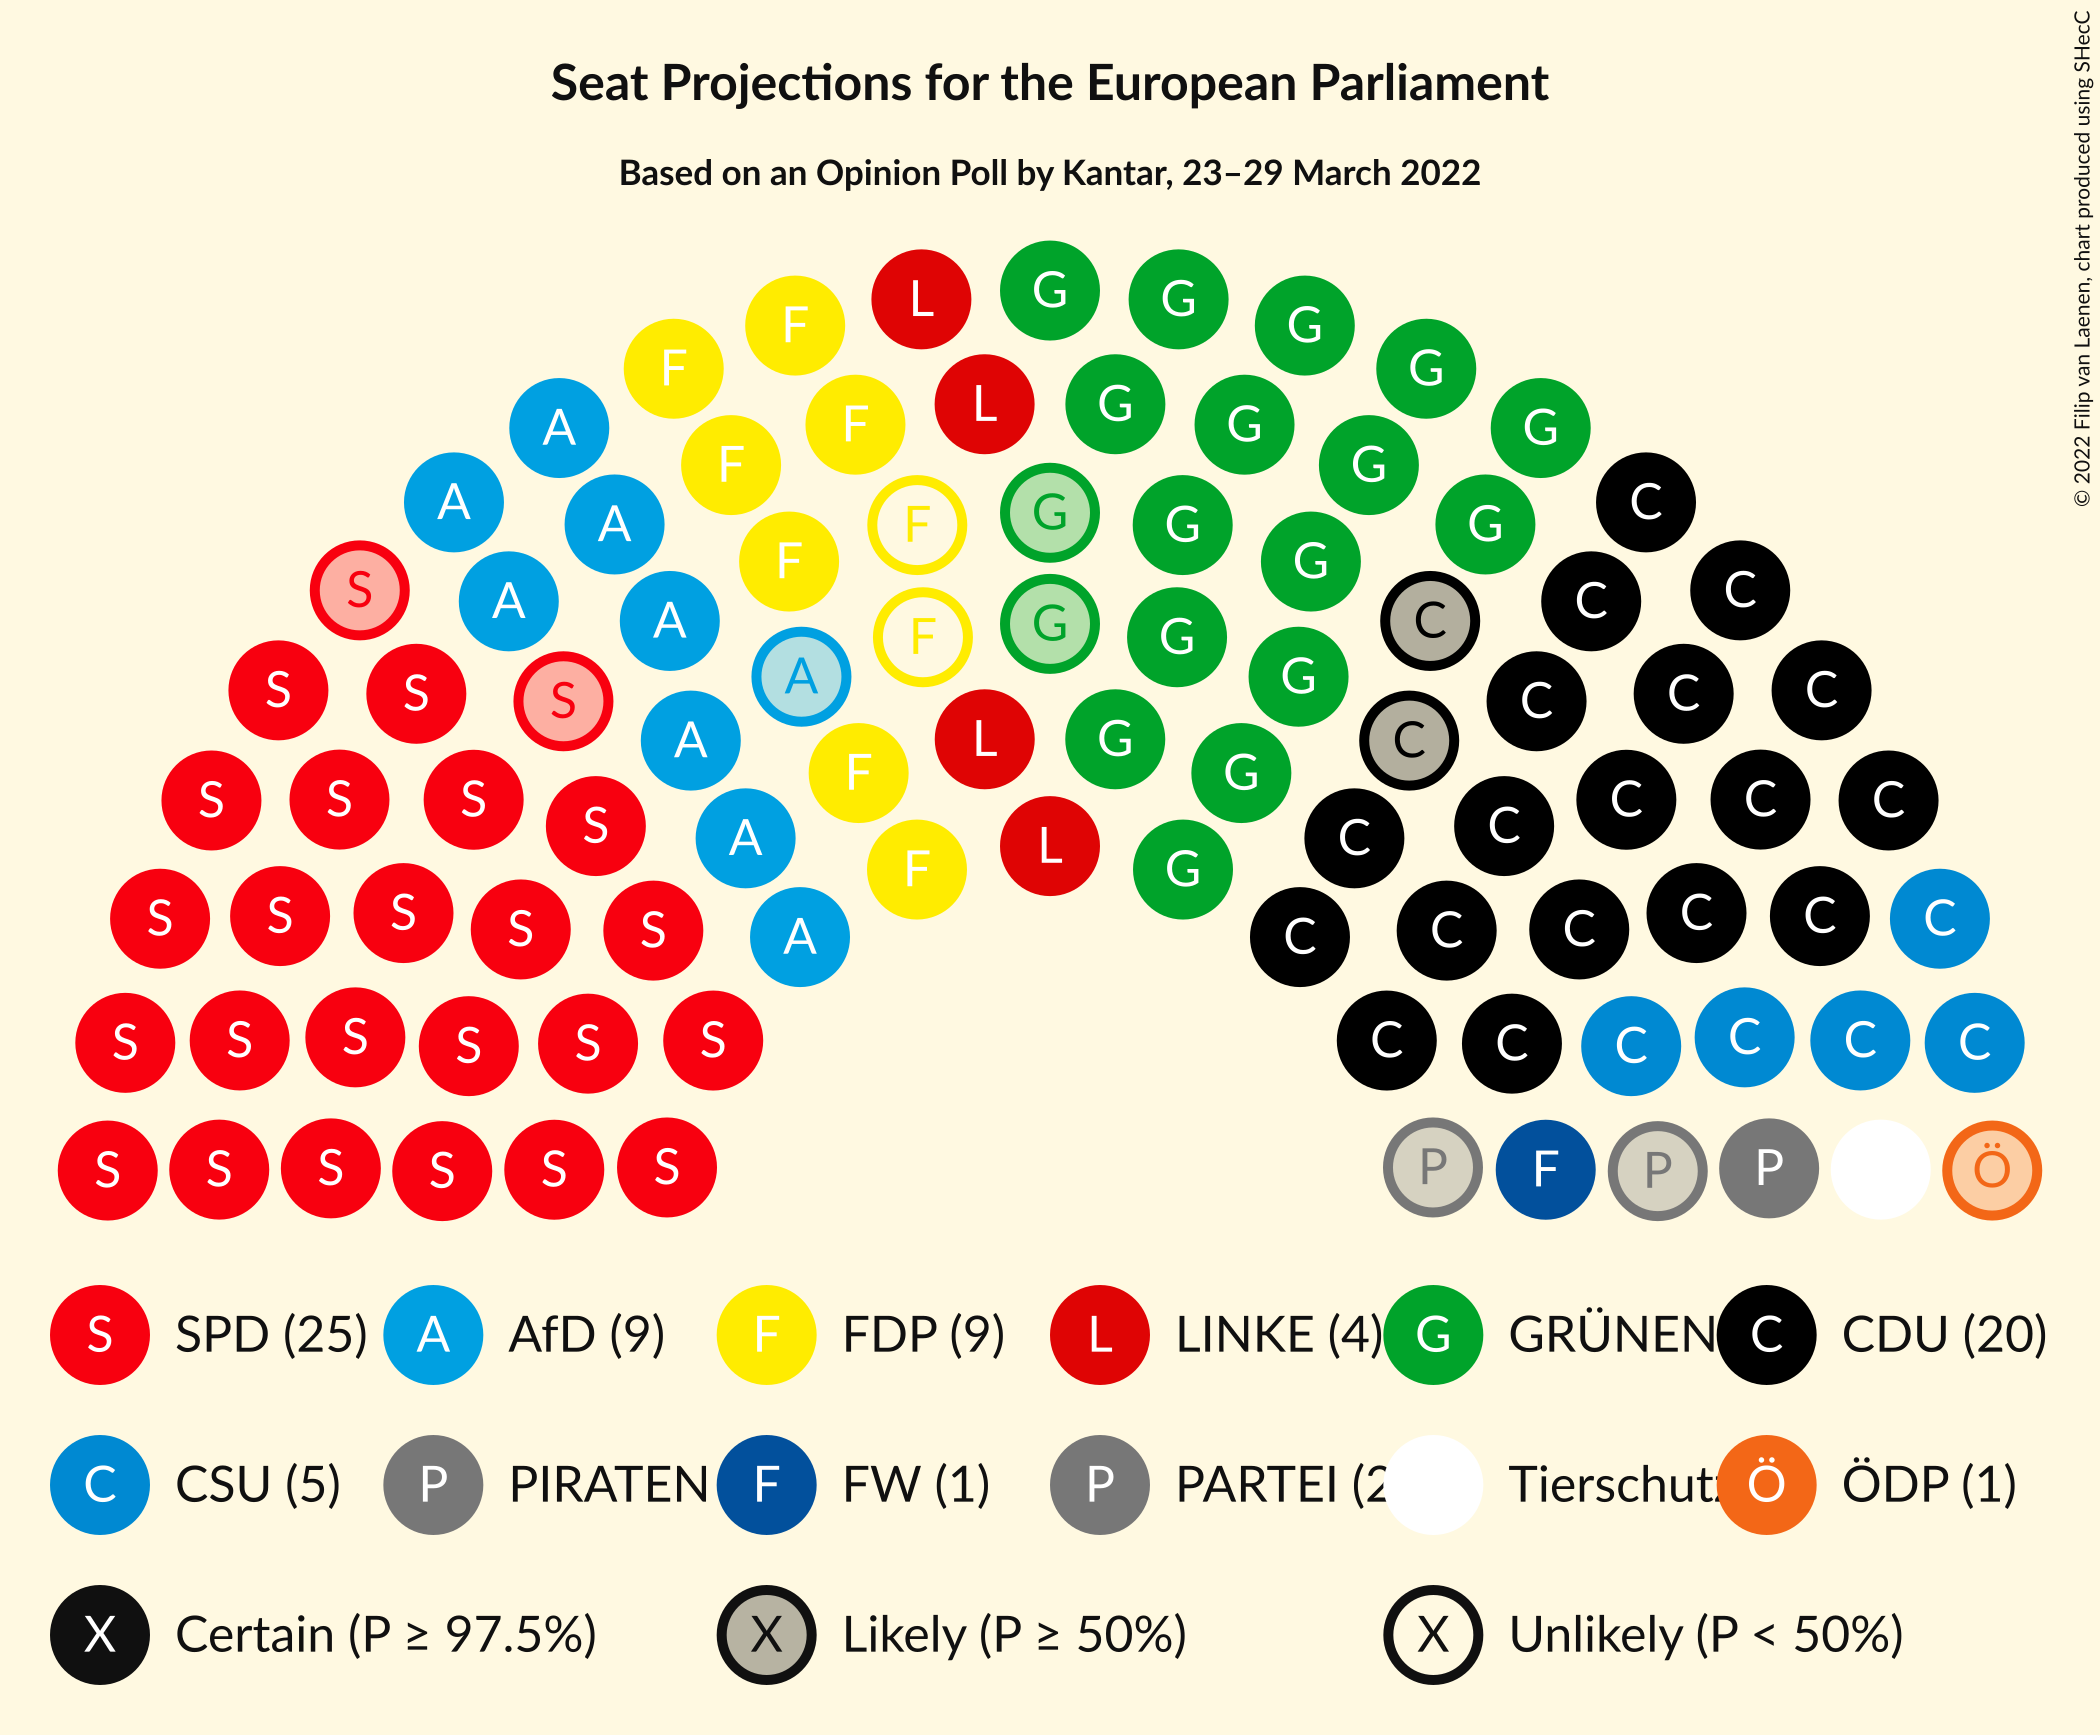 Seat Projections for the European Parliament
Based on an Opinion Poll by Kantar, 23–29 March 2022
© 2022 Filip van Laenen, chart produced using SHecC
L G G G
F F G
A F L G G G
A F F G G C
A F G G G C
S A A F G C C C
S S S A A F G G C C C C
S S S S A F L G G C C C C C
S S S S S A F L G C C C C C C
S S S S S S A C C C C C C
S S S S S S C C C C C C
P F P P Ö
S SPD (25) A AfD (9) F FDP (9) L LINKE (4) G GRÜNEN C CDU (20)
C CSU (5) P PIRATEN F FW (1) P PARTEI (2 Tierschutz Ö ÖDP (1)
X Certain (P ≥ 97.5%) X Likely (P ≥ 50%) X Unlikely (P < 50%)